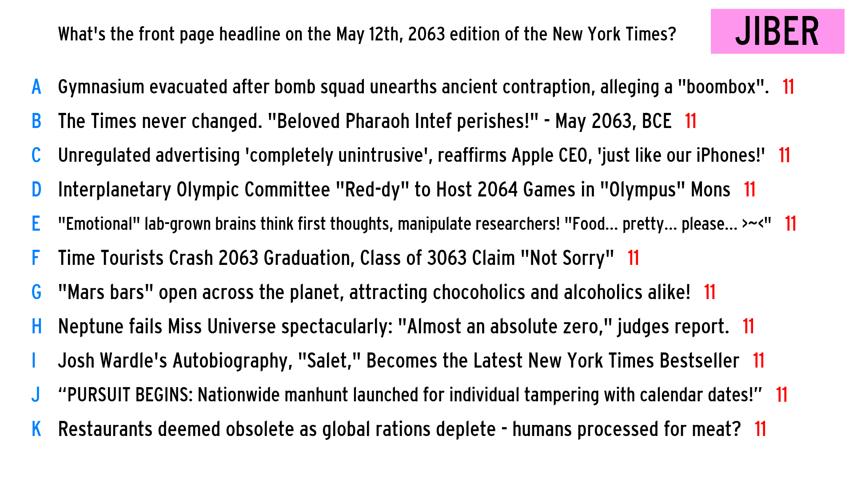 What's the front page headline on the May 12th, 2063 edition of the New York Times?
JIBER
A Gymnasium evacuated after bomb squad unearths ancient contraption, alleging a "boombox". 11
B The Times never changed. "Beloved Pharaoh Intef perishes!" - May 2063, BCE 11
C Unregulated advertising 'completely unintrusive', reaffirms Apple CEO, 'just like our iPhones!' 11
D Interplanetary Olympic Committee "Red-dy" to Host 2064 Games in "Olympus" Mons 11
E "Emotional" lab-grown brains think first thoughts, manipulate researchers! "Food... pretty... please... >~<" 11
F Time Tourists Crash 2063 Graduation, Class of 3063 Claim "Not Sorry" 11
G "Mars bars" open across the planet, attracting chocoholics and alcoholics alike! 11
H Neptune fails Miss Universe spectacularly: "Almost an absolute zero," judges report. 11
I Josh Wardle's Autobiography, "Salet," Becomes the Latest New York Times Bestseller 11
J “PURSUIT BEGINS: Nationwide manhunt launched for individual tampering with calendar dates!” 11
K Restaurants deemed obsolete as global rations deplete - humans processed for meat? 11